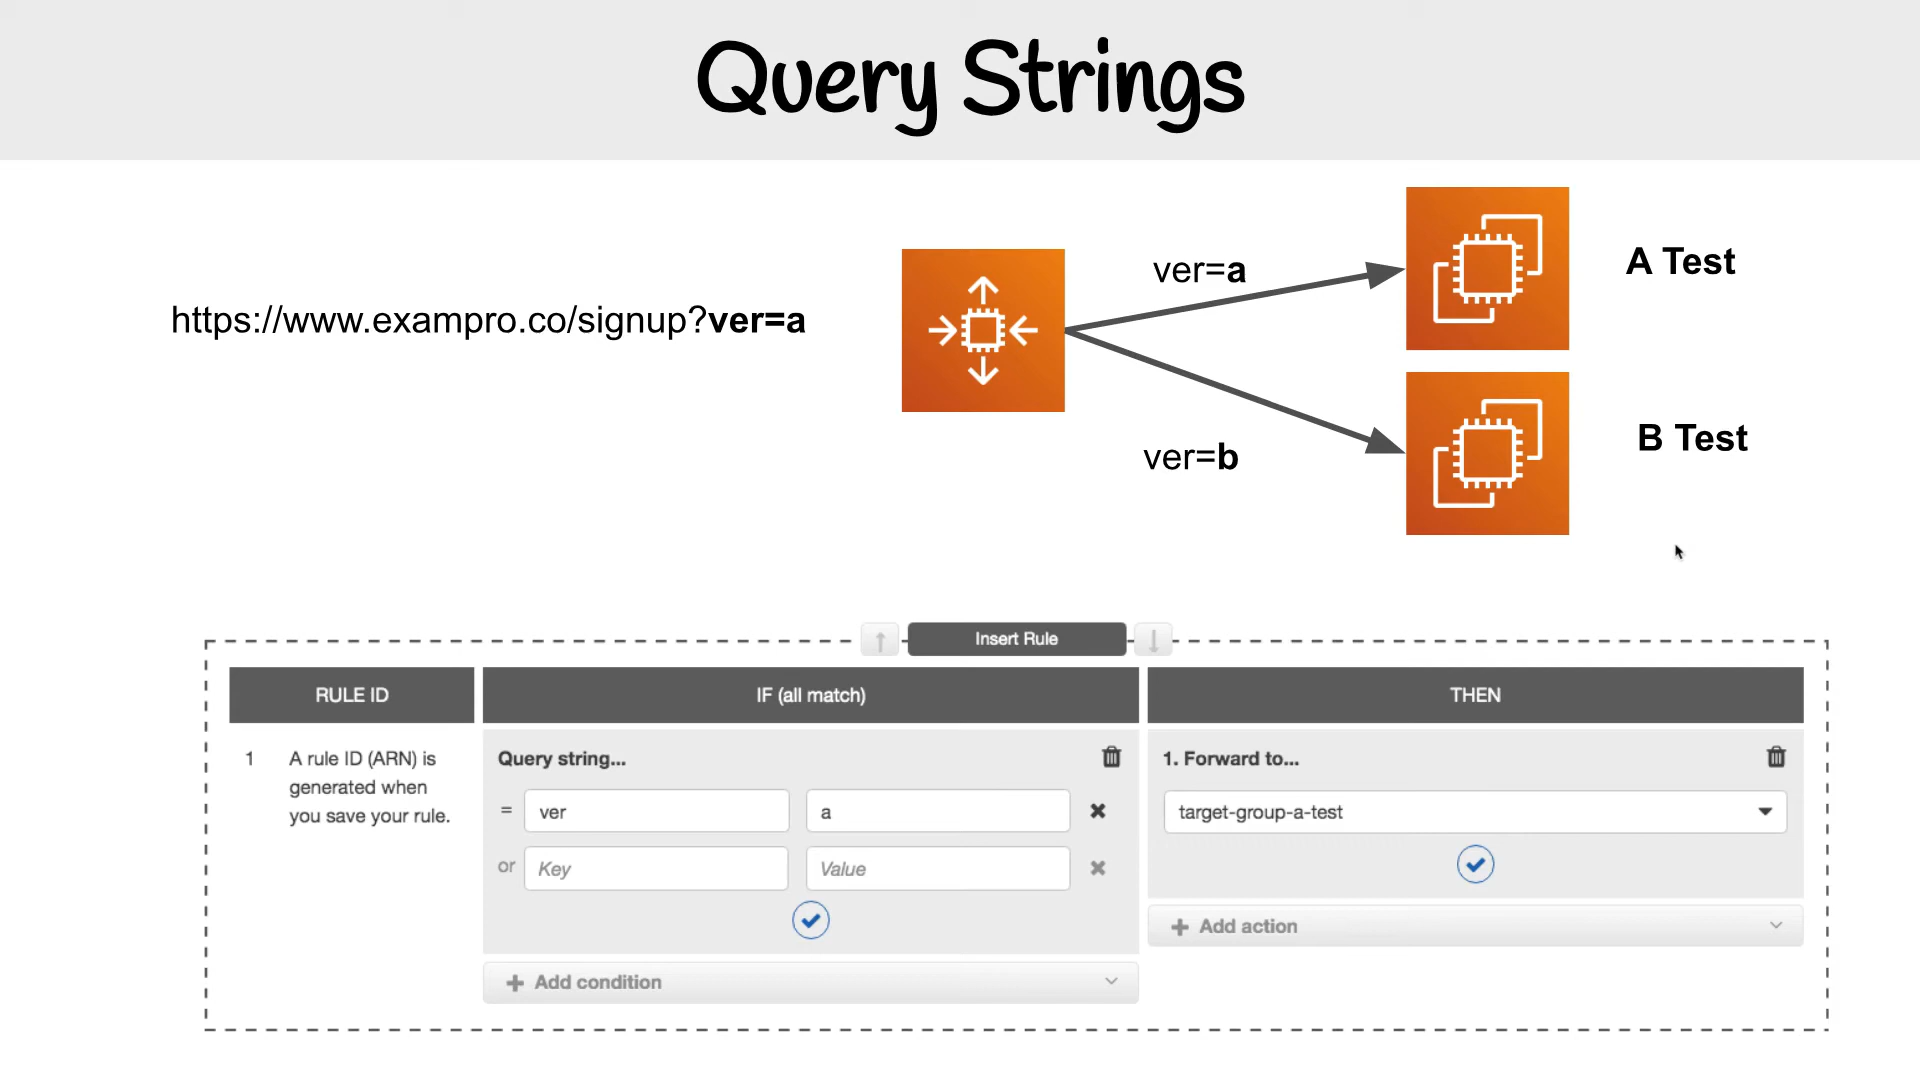 Query Strings
https://www.exampro.co/signup?ver=a
ver=a
A Test
ver=b
B Test
Insert Rule
RULE ID
IF (all match)
THEN
1
A rule ID (ARN) is
generated when
you save your rule.
Query string...
= ver a
or Key Value
Add condition
1. Forward to...
target-group-a-test
Add action